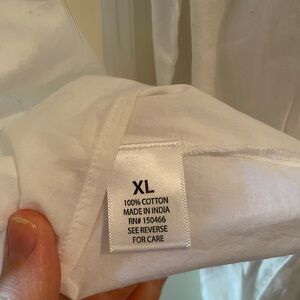 XL
100% COTTON
MADE IN INDIA
RN# 150466
SEE REVERSE
FOR CARE